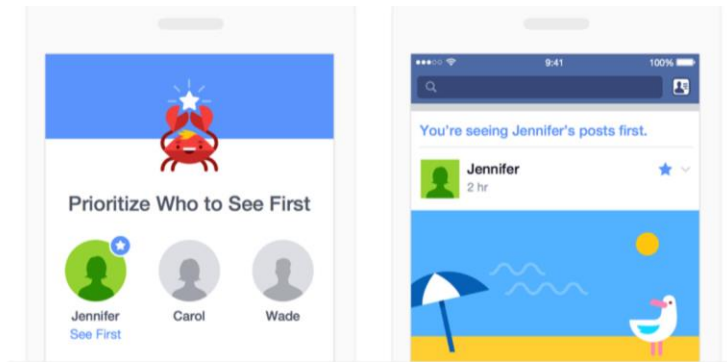 Prioritize Who to See First
Jennifer Carol Wade
See First
9:41 100%
You're seeing Jennifer's posts first.
Jennifer
2 hr